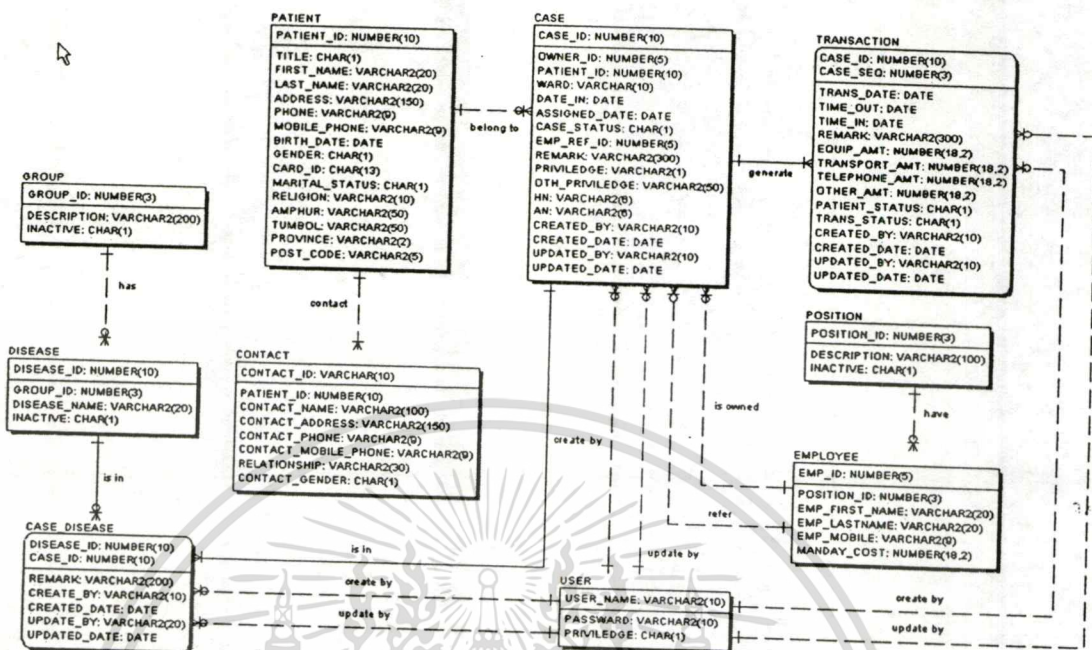 PATIENT
PATIENT_ID: NUMBER(10)
TITLE: CHAR(1)
FIRST_NAME: VARCHAR2(20)
LAST_NAME: VARCHAR2(20)
ADDRESS: VARCHAR2(150)
PHONE: VARCHAR2(9)
MOBILE_PHONE: VARCHAR2(9)
BIRTH_DATE: DATE
GENDER: CHAR(1)
CARD_ID: CHAR(13)
MARITAL_STATUS: CHAR(1)
RELIGION: VARCHAR2(10)
AMPHUR: VARCHAR2(50)
TUMBOL: VARCHAR2(50)
PROVINCE: VARCHAR2(2)
POST_CODE: VARCHAR2(5)
belong to
CASE
CASE_ID: NUMBER(10)
OWNER_ID: NUMBER(5)
PATIENT_ID: NUMBER(10)
WARD: VARCHAR(10)
DATE_IN: DATE
ASSIGNED_DATE: DATE
CASE_STATUS: CHAR(1)
EMP_REF_ID: NUMBER(5)
REMARK: VARCHAR2(300)
PRIVILEDGE: VARCHAR2(1)
OTH_PRIVILEDGE: VARCHAR2(50)
HN: VARCHAR2(8)
AN: VARCHAR2(6)
CREATED_BY: VARCHAR2(10)
CREATED_DATE: DATE
UPDATED_BY: VARCHAR2(10)
UPDATED_DATE: DATE
generate
TRANSACTION
CASE_ID: NUMBER(10)
CASE_SEQ: NUMBER(3)
TRANS_DATE: DATE
TIME_OUT: DATE
TIME_IN: DATE
REMARK: VARCHAR2(300)
EQUIP_AMT: NUMBER(18,2)
TRANSPORT_AMT: NUMBER(18,2)
TELEPHONE_AMT: NUMBER(18,2)
OTHER_AMT: NUMBER(18,2)
PATIENT_STATUS: CHAR(1)
TRANS_STATUS: CHAR(1)
CREATED_BY: VARCHAR2(10)
CREATED_DATE: DATE
UPDATED_BY: VARCHAR2(10)
UPDATED_DATE: DATE
GROUP
GROUP_ID: NUMBER(3)
DESCRIPTION: VARCHAR2(200)
INACTIVE: CHAR(1)
has
contact
DISEASE
DISEASE_ID: NUMBER(10)
GROUP_ID: NUMBER(3)
DISEASE_NAME: VARCHAR2(20)
INACTIVE: CHAR(1)
is in
CONTACT
CONTACT_ID: VARCHAR(10)
PATIENT_ID: NUMBER(10)
CONTACT_NAME: VARCHAR2(100)
CONTACT_ADDRESS: VARCHAR2(150)
CONTACT_PHONE: VARCHAR2(9)
CONTACT_MOBILE_PHONE: VARCHAR2(9)
RELATIONSHIP: VARCHAR2(30)
CONTACT_GENDER: CHAR(1)
create by
is owned
refer
update by
POSITION
POSITION_ID: NUMBER(3)
DESCRIPTION: VARCHAR2(100)
INACTIVE: CHAR(1)
have
EMPLOYEE
EMP_ID: NUMBER(5)
POSITION_ID: NUMBER(3)
EMP_FIRST_NAME: VARCHAR2(20)
EMP_LASTNAME: VARCHAR2(20)
EMP_MOBILE: VARCHAR2(9)
MANDAY_COST: NUMBER(18,2)
CASE_DISEASE
DISEASE_ID: NUMBER(10)
CASE_ID: NUMBER(10)
REMARK: VARCHAR2(200)
CREATE_BY: VARCHAR2(10)
CREATED_DATE: DATE
UPDATE_BY: VARCHAR2(20)
UPDATED_DATE: DATE
is in
create by
update by
USER
USER_NAME: VARCHAR2(10)
PASSWARD: VARCHAR2(10)
PRIVILEDGE: CHAR(1)
create by
update by